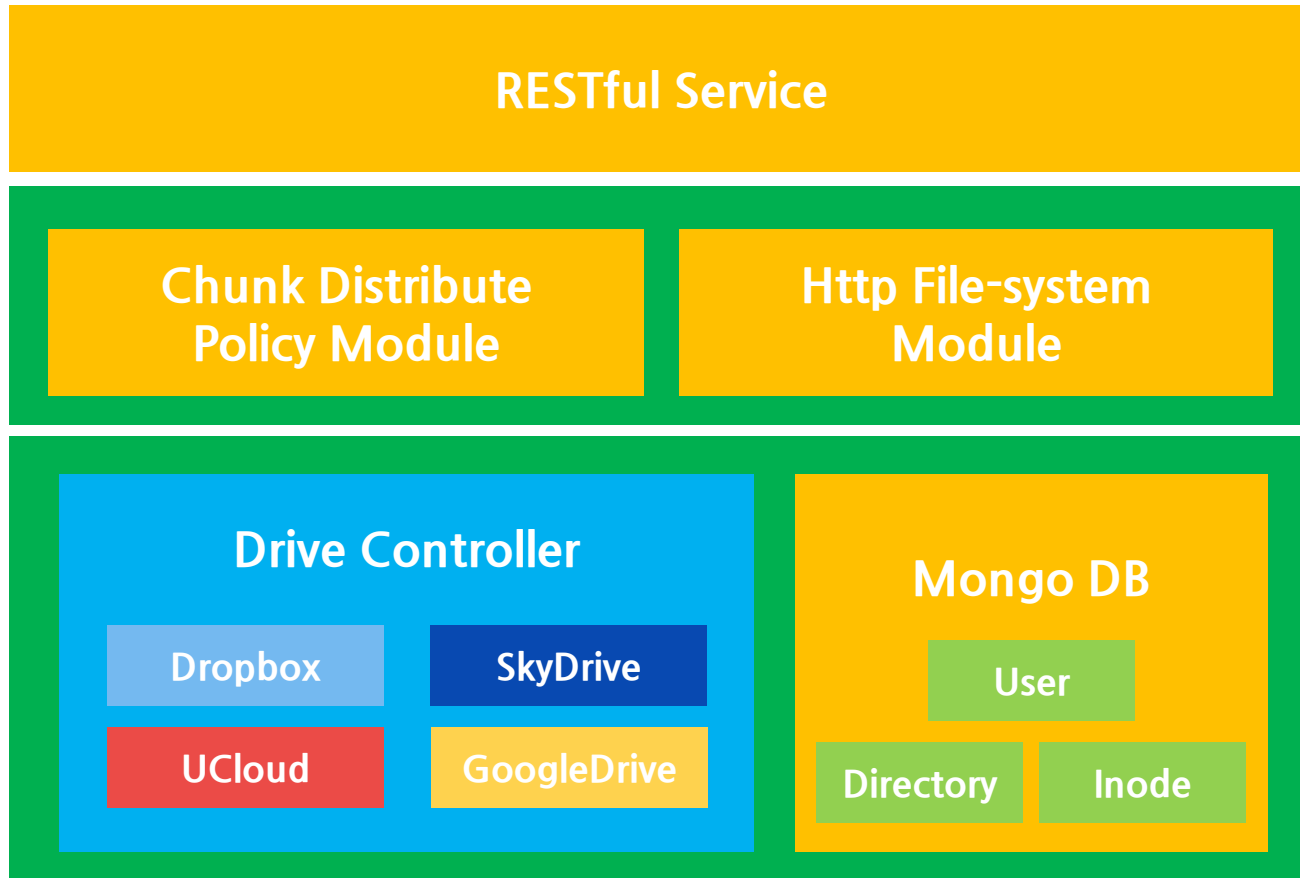 RESTful Service
Chunk Distribute
Policy Module
Http File-system
Module
Drive Controller
Dropbox
SkyDrive
UCloud
GoogleDrive
Mongo DB
User
Directory
Inode